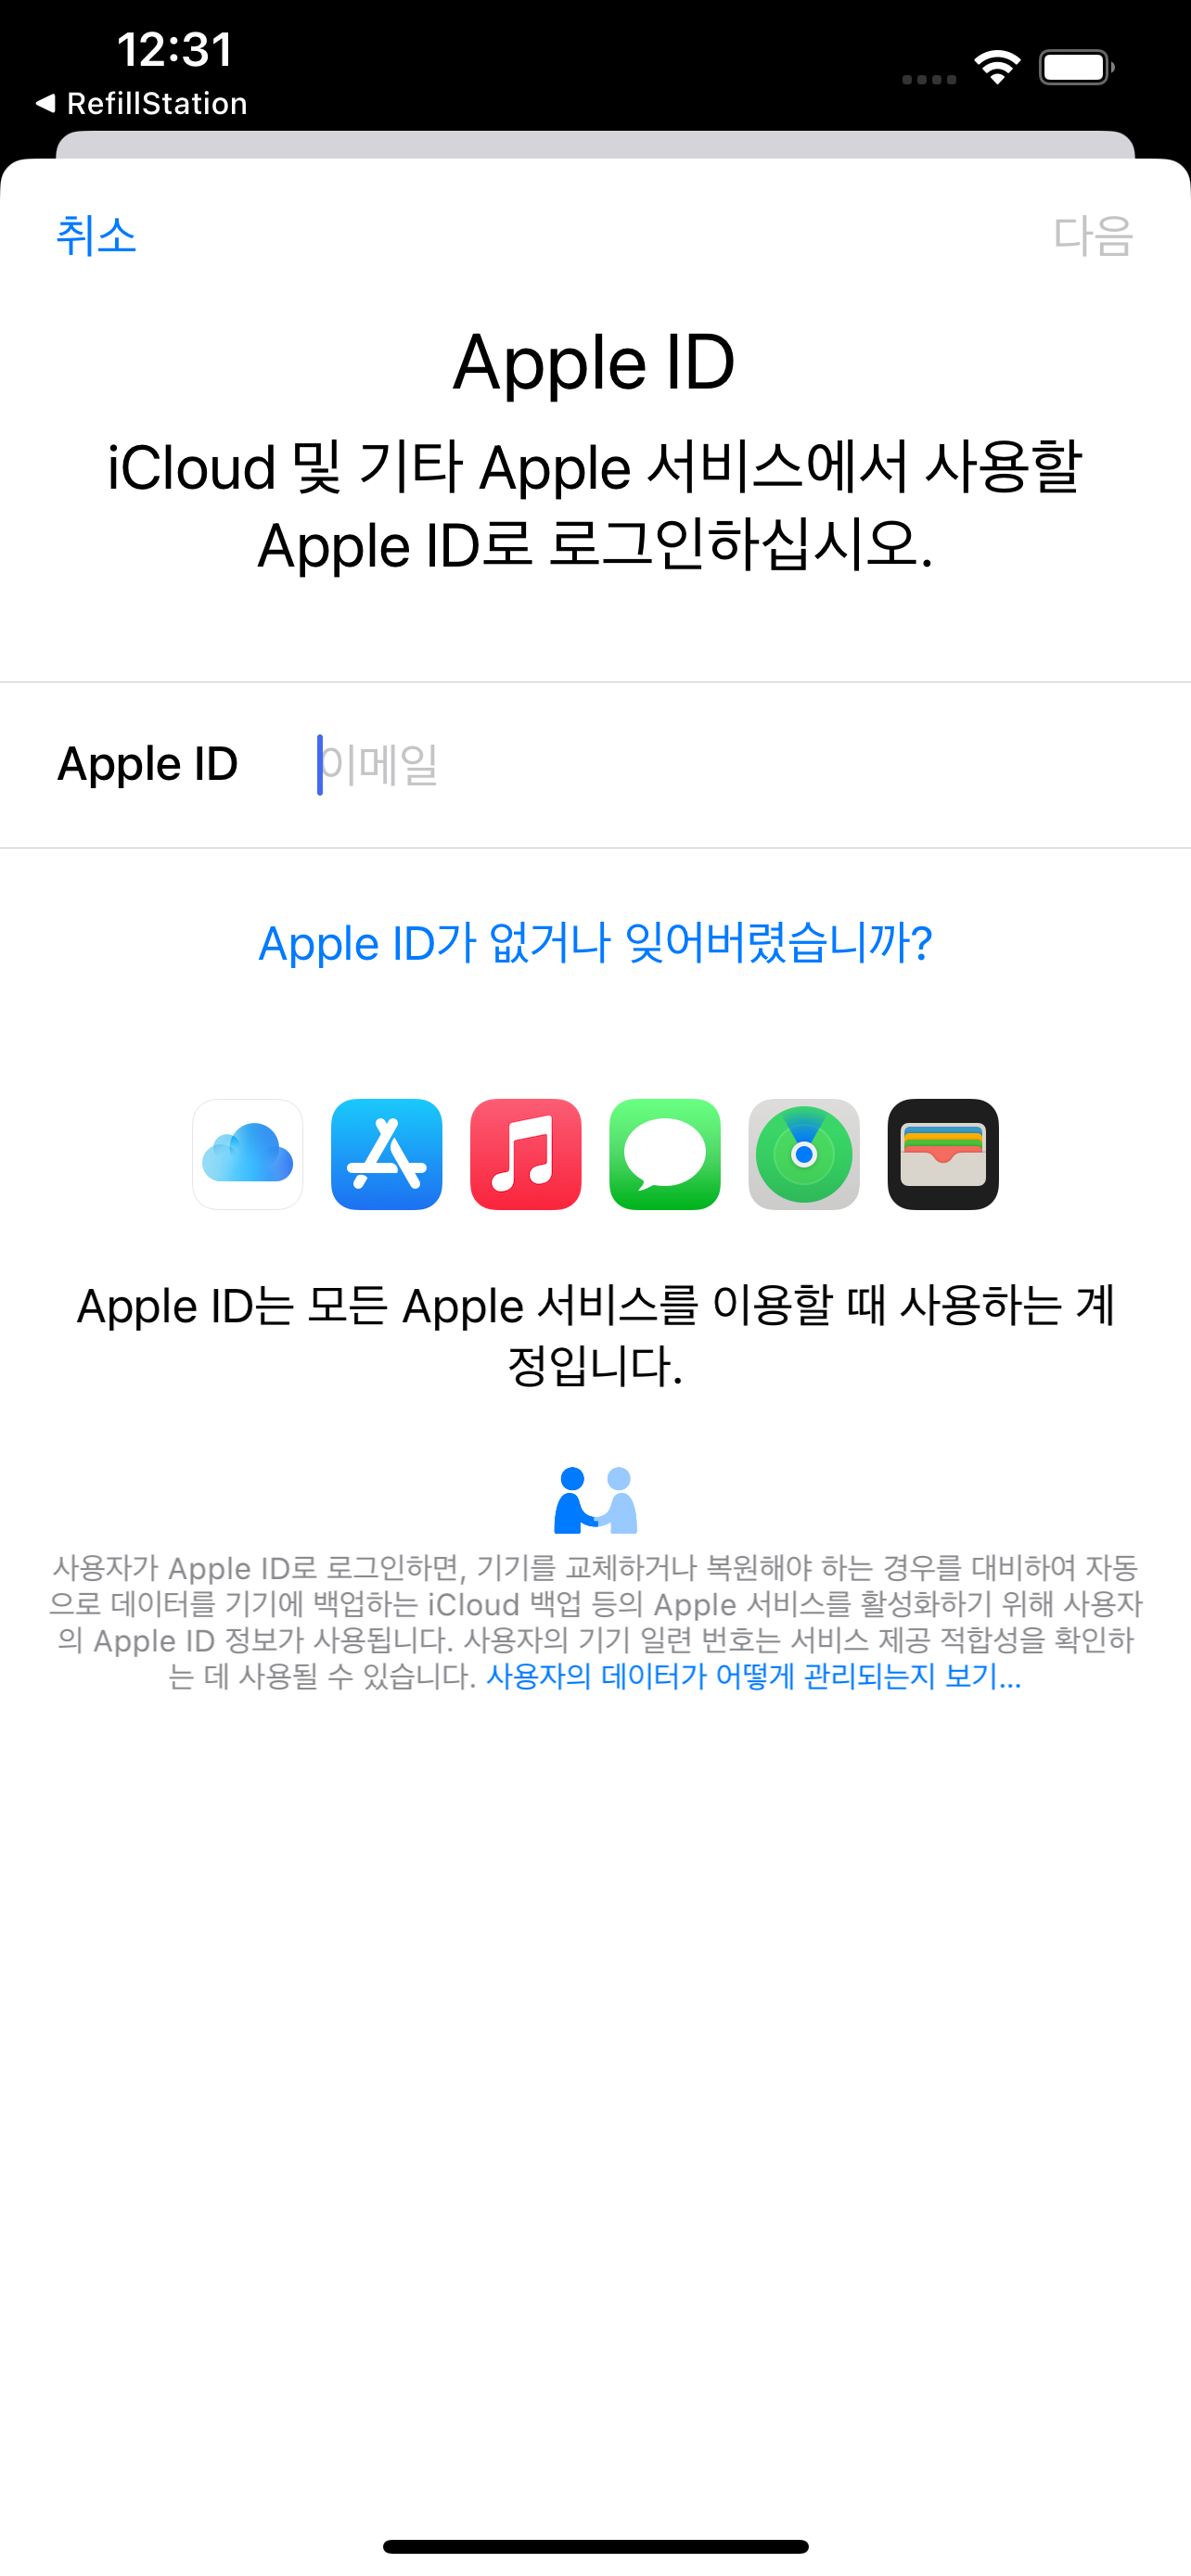 12:31
◀ RefillStation
취소
다음
Apple ID
iCloud 및 기타 Apple 서비스에서 사용할
Apple ID로 로그인하십시오.
Apple ID
이메일
Apple ID가 없거나 잊어버렸습니까?
Apple ID는 모든 Apple 서비스를 이용할 때 사용하는 계
정입니다.
사용자가 Apple ID로 로그인하면, 기기를 교체하거나 복원해야 하는 경우를 대비하여 자동
으로 데이터를 기기에 백업하는 iCloud 백업 등의 Apple 서비스를 활성화하기 위해 사용자
의 Apple ID 정보가 사용됩니다. 사용자의 기기 일련 번호는 서비스 제공 적합성을 확인하
는 데 사용될 수 있습니다. 사용자의 데이터가 어떻게 관리되는지 보기...